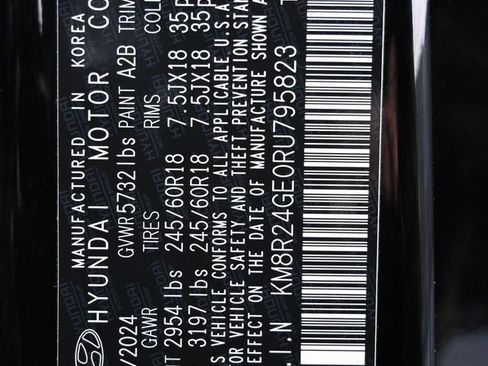 MANUFACTURED IN KOREA
HYUNDAI MOTOR CO
/2024 GVWR 5732 lbs PAINT A2B TRIM
GAWR TIRES RIMS COL
T 2954 lbs 245/60R18 7.5JX18 35
3197 lbs 245/60R18 7.5JX18 35
S VEHICLE CONFORMS TO ALL APPLICABLE U.S.A
OR VEHICLE SAFETY AND THEFT PREVENTION STAN
EFFECT ON THE DATE OF MANUFACTURE SHOWN A
.I.N KM8R24GE0RU795823